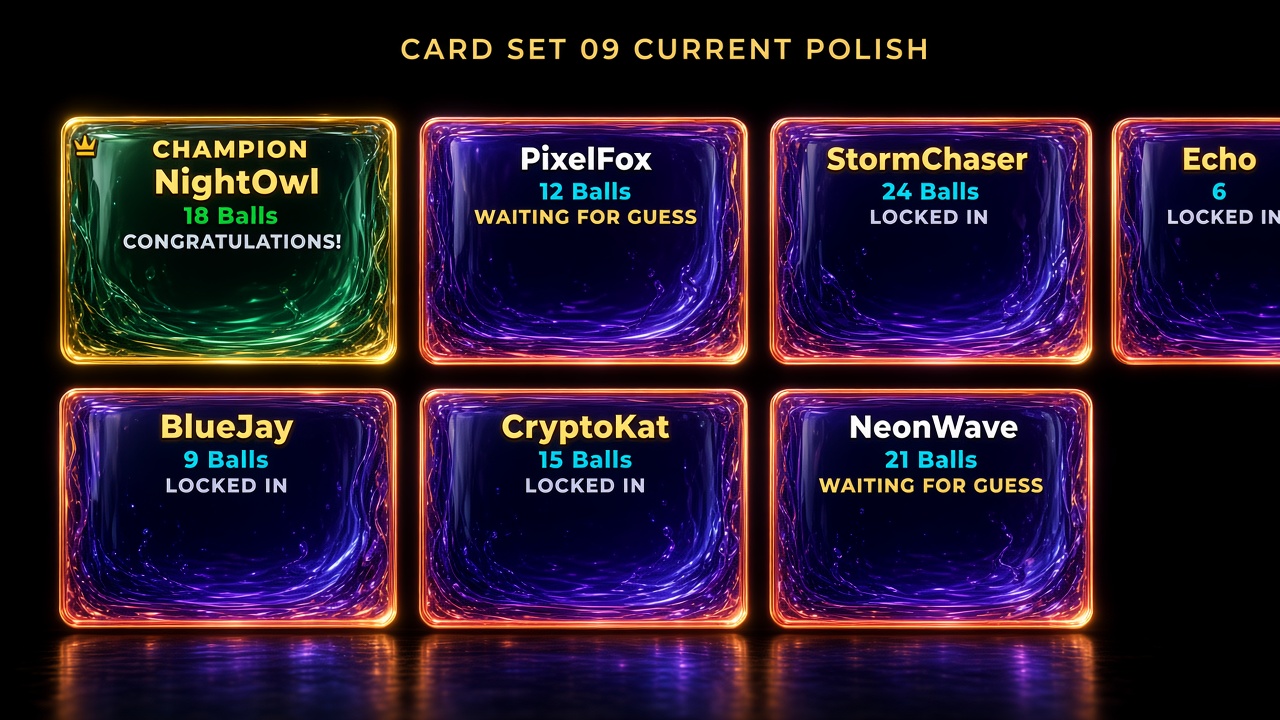 CARD SET 09 CURRENT POLISH
CHAMPION
NightOwl
18 Balls
CONGRATULATIONS!
PixelFox
12 Balls
WAITING FOR GUESS
StormChaser
24 Balls
LOCKED IN
Echo
6
LOCKED IN
BlueJay
9 Balls
LOCKED IN
CryptoKat
15 Balls
LOCKED IN
NeonWave
21 Balls
WAITING FOR GUESS